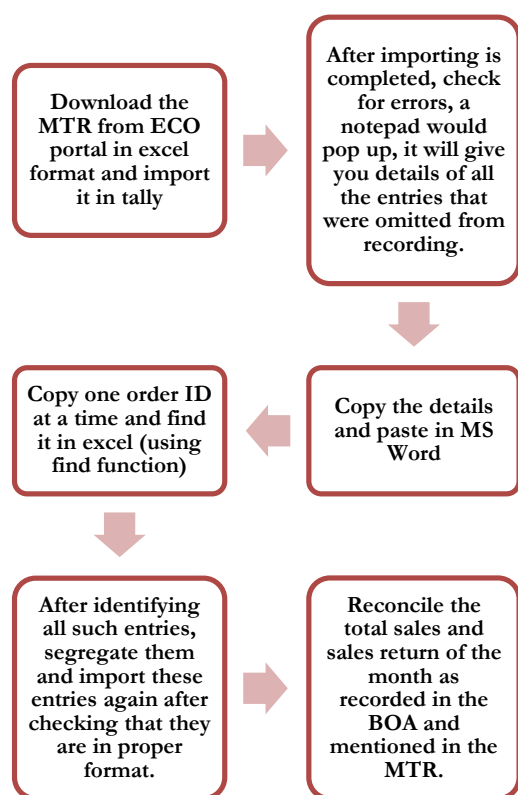 Download the
MTR from ECO
portal in excel
format and import
it in tally
After importing is
completed, check
for errors, a
notepad would
pop up, it will give
you details of all
the entries that
were omitted from
recording.
Copy the details
and paste in MS
Word
Copy one order ID
at a time and find
it in excel (using
find function)
After identifying
all such entries,
segregate them
and import these
entries again after
checking that they
are in proper
format.
Reconcile the
total sales and
sales return of the
month as
recorded in the
BOA and
mentioned in the
MTR.